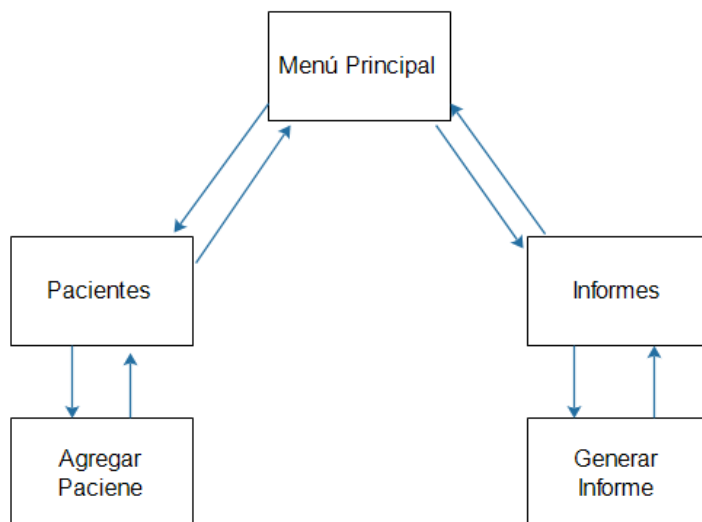 Menú Principal
Pacientes
Informes
Agregar
Paciene
Generar
Informe